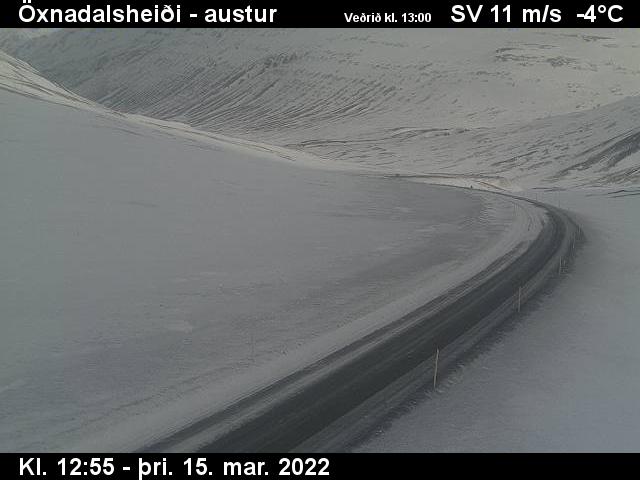 Öxnadalsheiði - austur Veðrið kl. 13:00 SV 11 m/s -4°C
Kl. 12:55 - þri. 15. mar. 2022